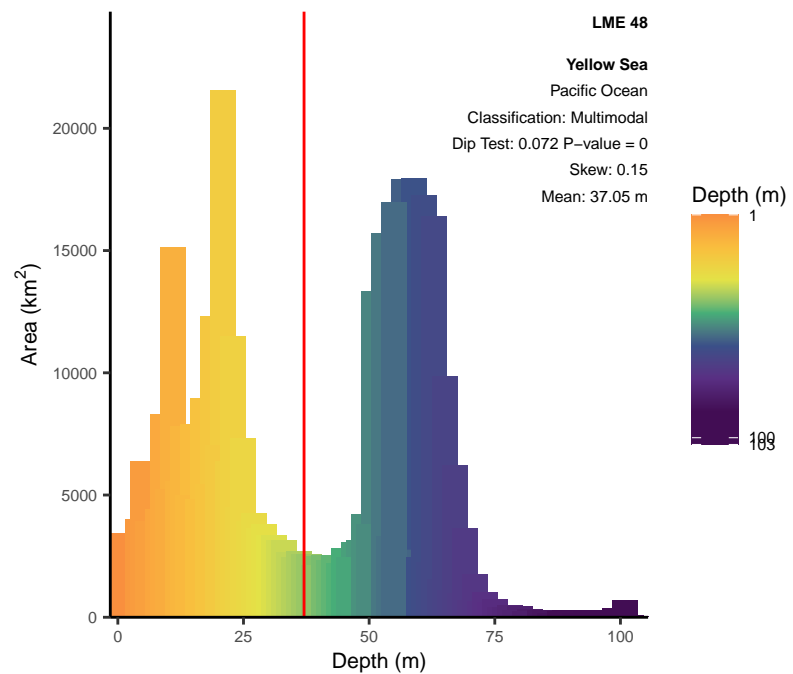 LME 48
Yellow Sea
Pacific Ocean
Classification: Multimodal
Dip Test: 0.072 P−value = 0
Skew: 0.15
Mean: 37.05 m
Area (km²)
20000
15000
10000
5000
0
0 25 50 75 100
Depth (m)
Depth (m)
1
100
103